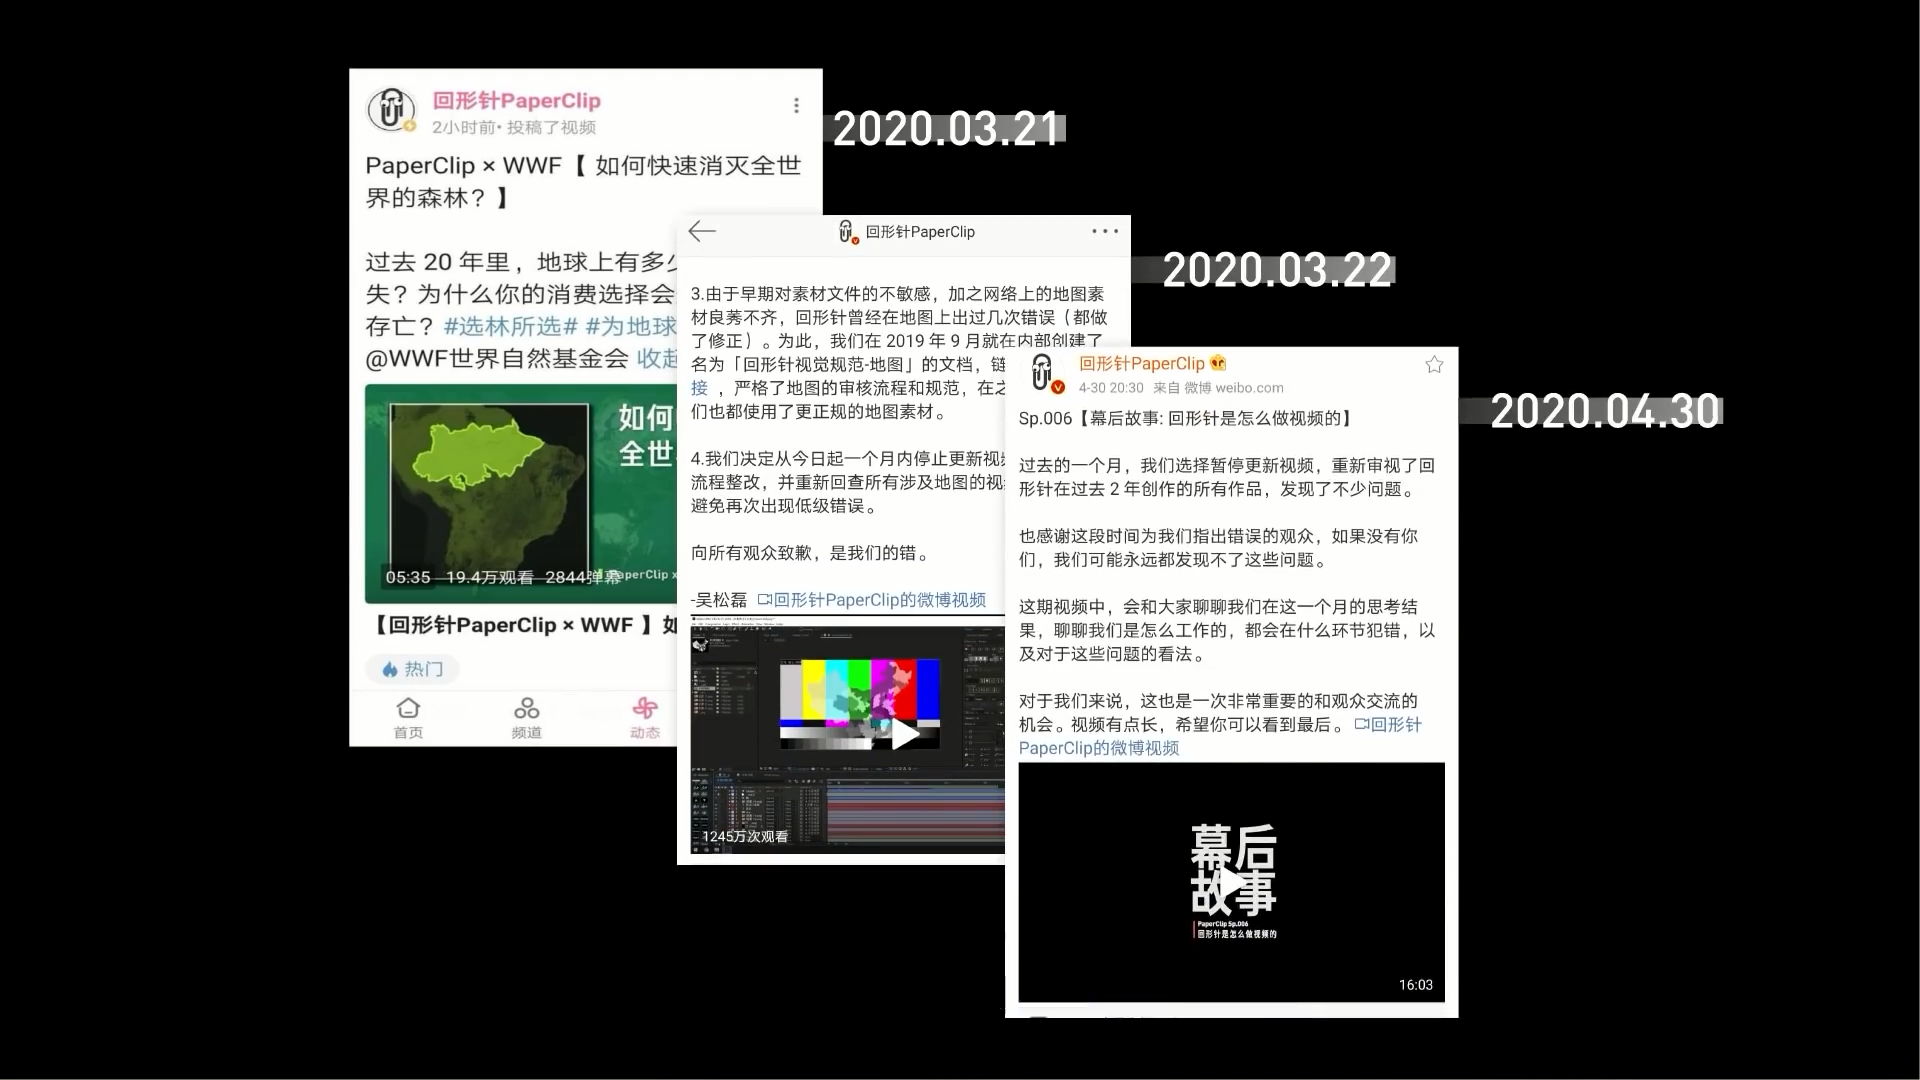 回形针PaperClip
2小时前·投稿了视频
PaperClip × WWF【 如何快速消灭全世
界的森林？】
过去 20 年里，地球上有多
失？为什么你的消费选择会
存亡？#选林所选# #为地球
@WWF世界自然基金会 收起
如何
全世
05:35 19.4万观看 2844弹幕
PaperClip x
【回形针PaperClip × WWF 】如
热门
首页
频道
动态
2020.03.21
回形针PaperClip
3.由于早期对素材文件的不敏感，加之网络上的地图素
材良莠不齐，回形针曾经在地图上出过几次错误（都做
了修正）。为此，我们在 2019 年 9 月就在内部创建了
名为「回形针视觉规范-地图」的文档，链
接 ，严格了地图的审核流程和规范，在之
们也都使用了更正规的地图素材。
4.我们决定从今日起一个月内停止更新视
流程整改，并重新回查所有涉及地图的视
避免再次出现低级错误。
向所有观众致歉，是我们的错。
-吴松磊 回形针PaperClip的微博视频
1245万次观看
2020.03.22
回形针PaperClip
4-30 20:30 来自 微博 weibo.com
Sp.006【幕后故事: 回形针是怎么做视频的】
过去的一个月，我们选择暂停更新视频，重新审视了回
形针在过去 2 年创作的所有作品，发现了不少问题。
也感谢这段时间为我们指出错误的观众，如果没有你
们，我们可能永远都发现不了这些问题。
这期视频中，会和大家聊聊我们在这一个月的思考结
果，聊聊我们是怎么工作的，都会在什么环节犯错，以
及对于这些问题的看法。
对于我们来说，这也是一次非常重要的和观众交流的
机会。视频有点长，希望你可以看到最后。回形针
PaperClip的微博视频
幕后
故事
PaperClip Sp.006
回形针是怎么做视频的
16:03
2020.04.30